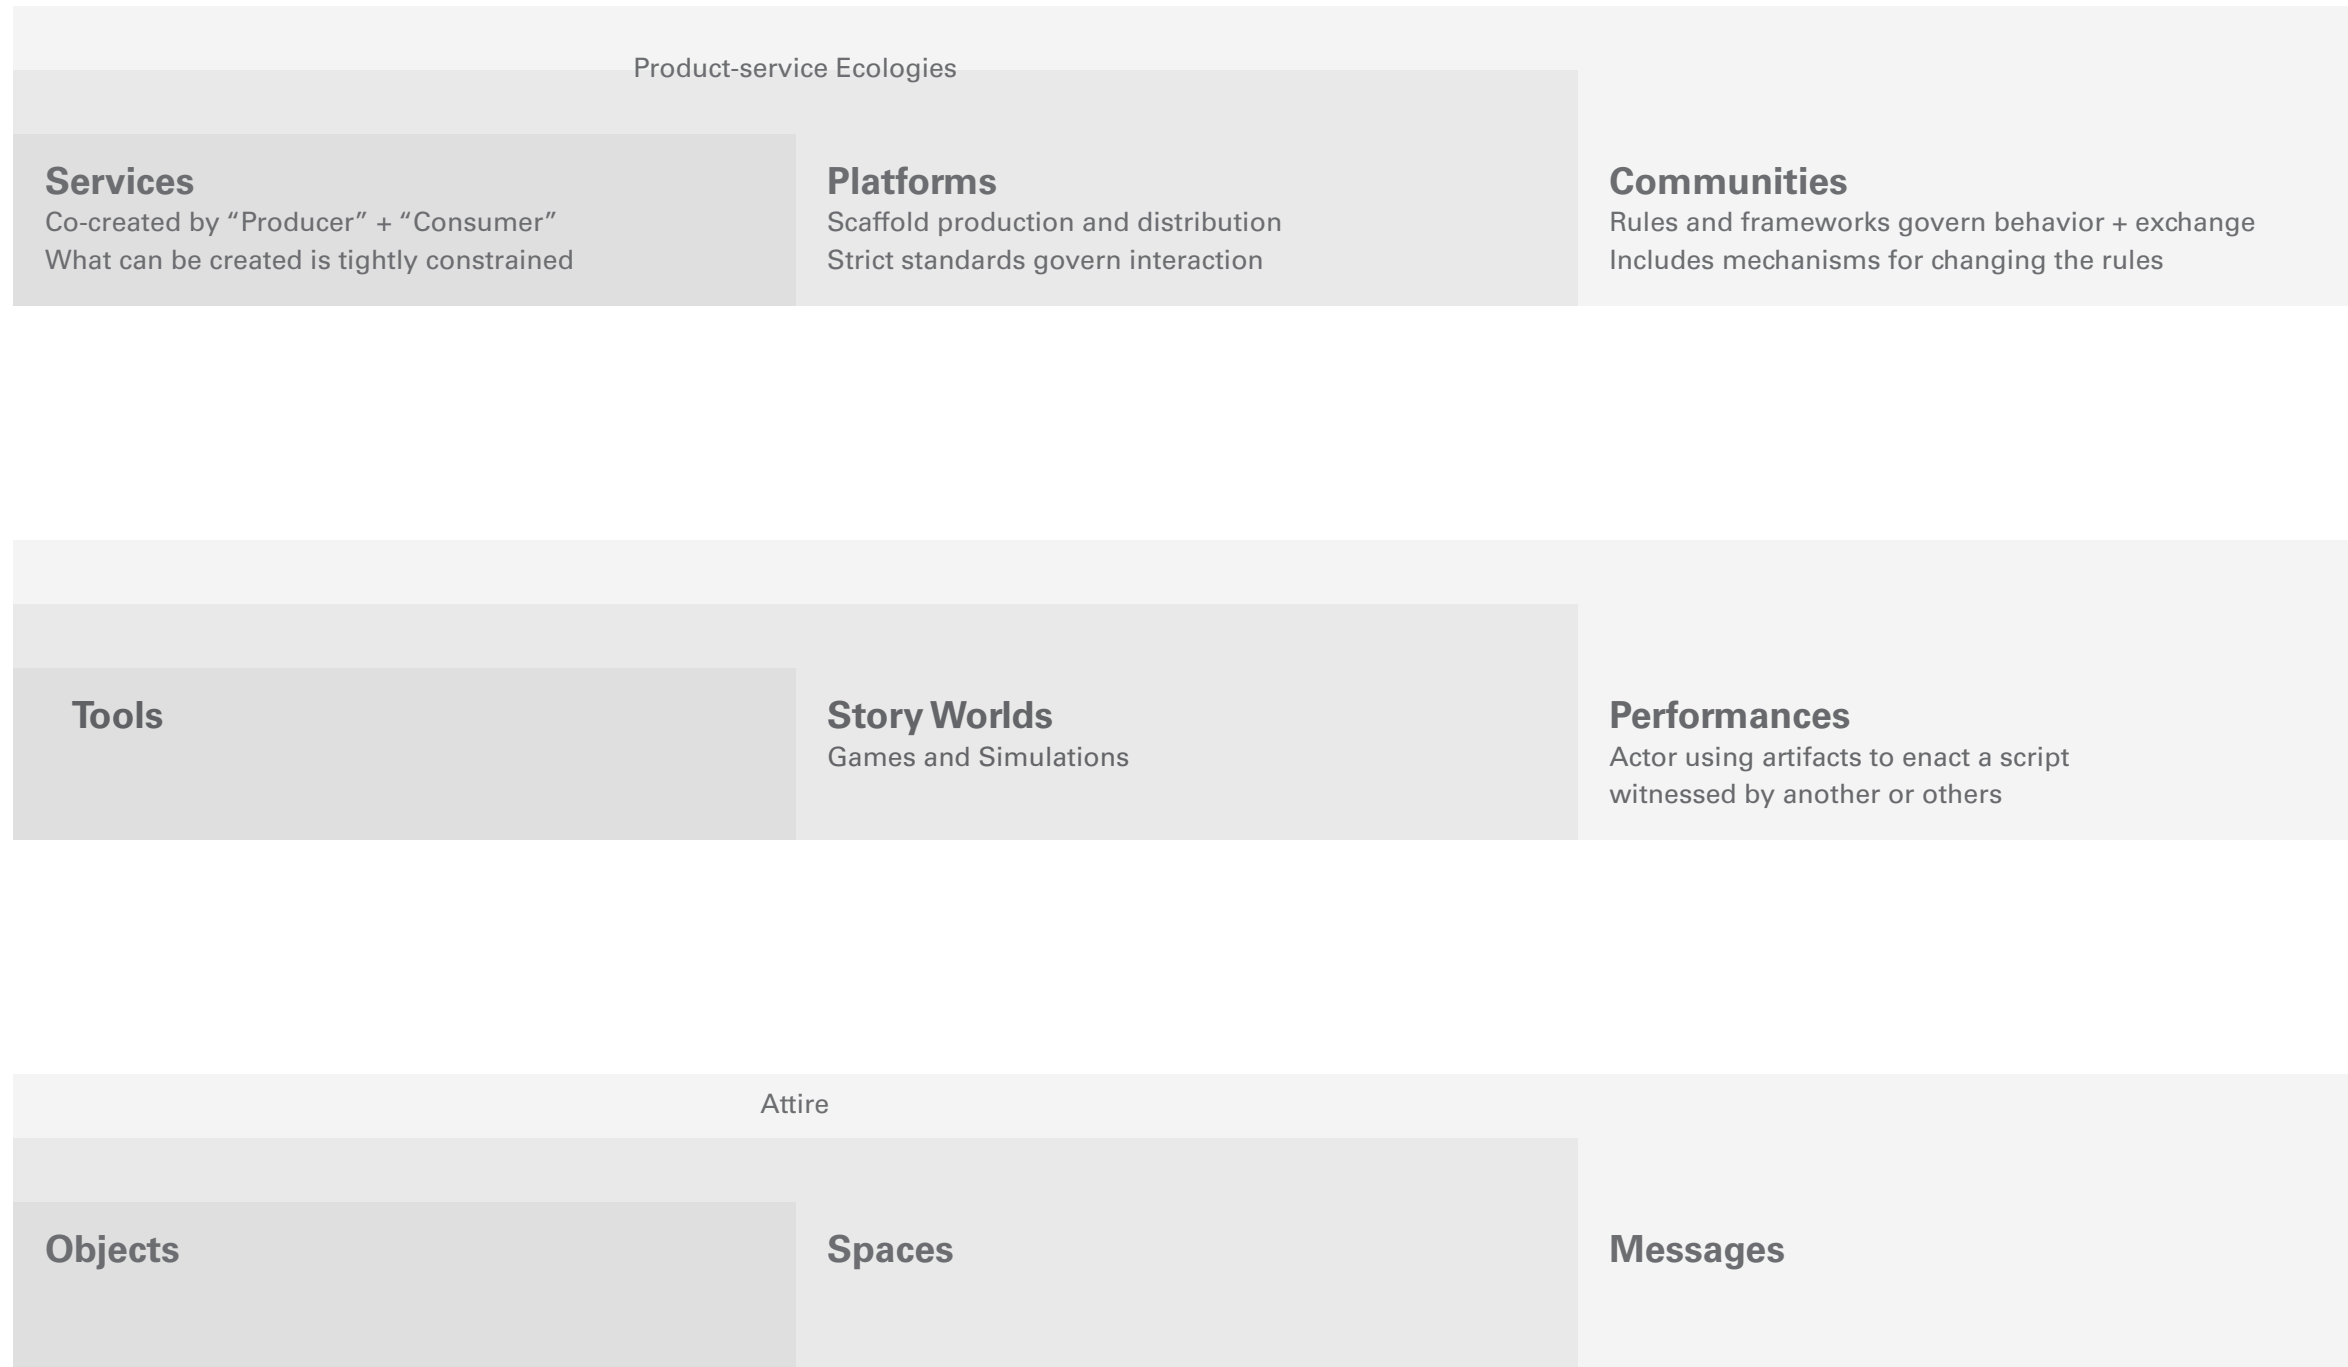 Product-service Ecologies
Services
Co-created by “Producer” + “Consumer”
What can be created is tightly constrained
Platforms
Scaffold production and distribution
Strict standards govern interaction
Communities
Rules and frameworks govern behavior + exchange
Includes mechanisms for changing the rules
Tools
Story Worlds
Games and Simulations
Performances
Actor using artifacts to enact a script
witnessed by another or others
Attire
Objects
Spaces
Messages